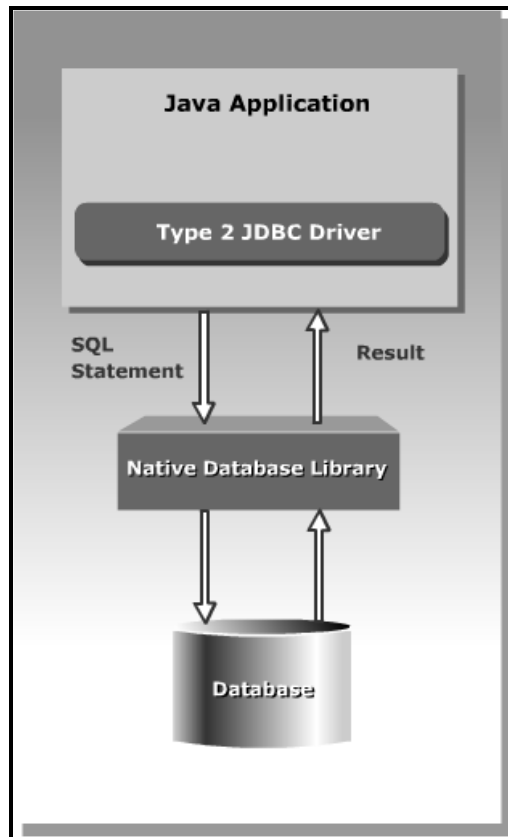 Java Application
Type 2 JDBC Driver
SQL
Statement
Result
Native Database Library
Database